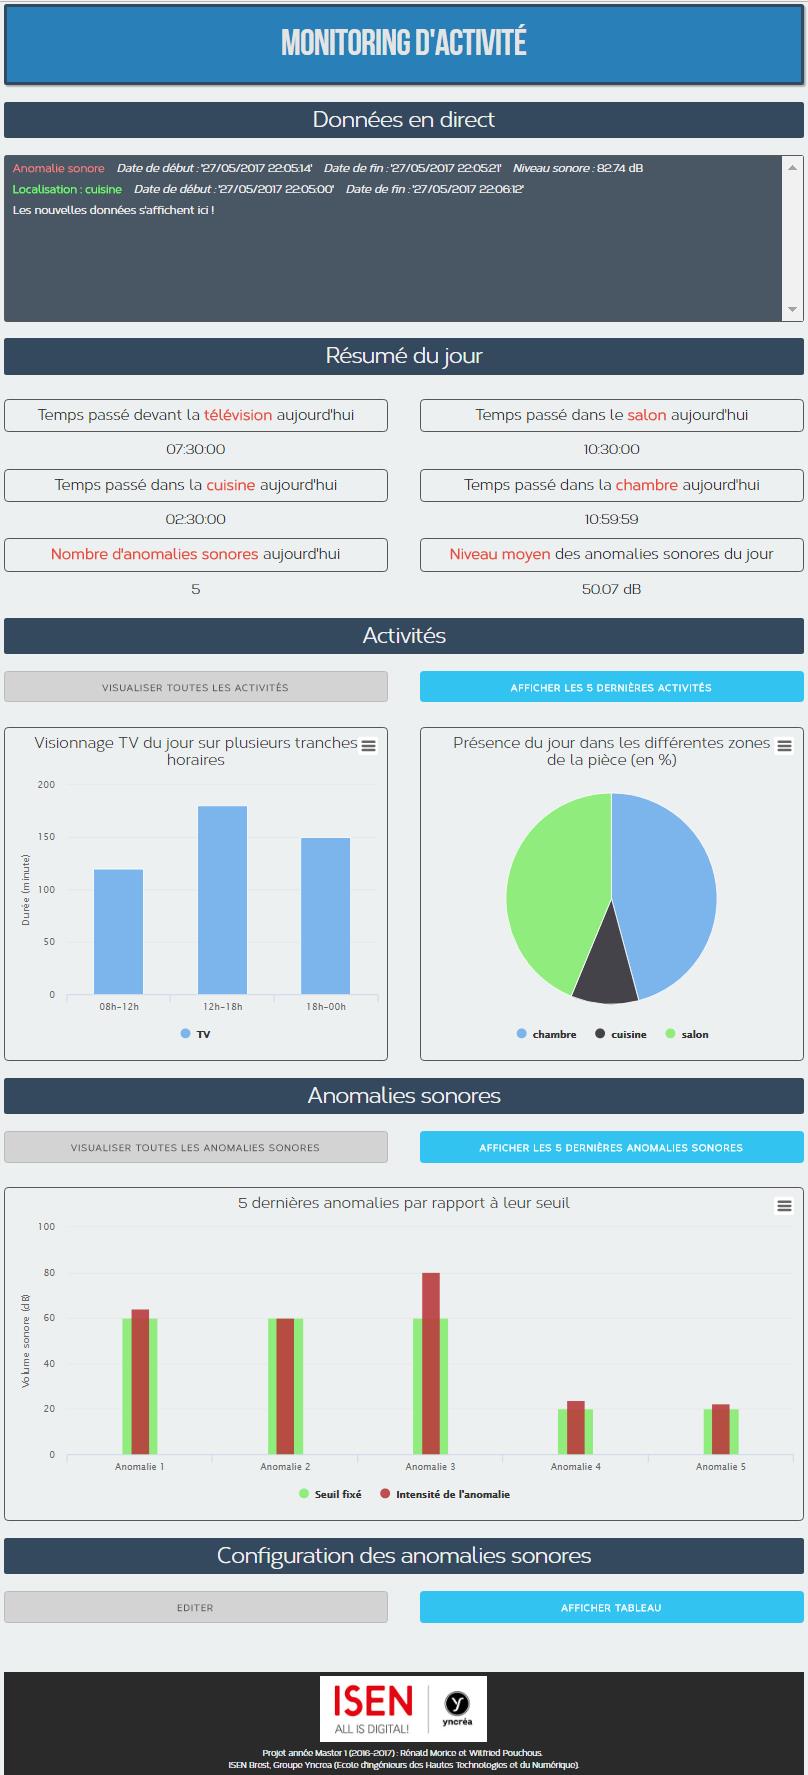 MONITORING D'ACTIVITÉ
Données en direct
Anomalie sonore Date de début : '27/05/2017 22:05:14' Date de fin : '27/05/2017 22:05:21' Niveau sonore : 82.74 dB
Localisation : cuisine Date de début : '27/05/2017 22:05:00' Date de fin : '27/05/2017 22:06:12'
Les nouvelles données s'affichent ici !
Résumé du jour
Temps passé devant la télévision aujourd'hui
07:30:00
Temps passé dans le salon aujourd'hui
10:30:00
Temps passé dans la cuisine aujourd'hui
02:30:00
Temps passé dans la chambre aujourd'hui
10:59:59
Nombre d'anomalies sonores aujourd'hui
5
Niveau moyen des anomalies sonores du jour
50.07 dB
Activités
VISUALISER TOUTES LES ACTIVITÉS
AFFICHER LES 5 DERNIÈRES ACTIVITÉS
Visionnage TV du jour sur plusieurs tranches
horaires
Durée (minute)
200
150
100
50
0
08h-12h
12h-18h
18h-00h
TV
Présence du jour dans les différentes zones
de la pièce (en %)
chambre
cuisine
salon
Anomalies sonores
VISUALISER TOUTES LES ANOMALIES SONORES
AFFICHER LES 5 DERNIÈRES ANOMALIES SONORES
5 dernières anomalies par rapport à leur seuil
Volume sonore (dB)
100
80
60
40
20
0
Anomalie 1
Anomalie 2
Anomalie 3
Anomalie 4
Anomalie 5
Seuil fixé
Intensité de l'anomalie
Configuration des anomalies sonores
EDITER
AFFICHER TABLEAU
ISEN
ALL IS DIGITAL!
yncréa
Projet année Master 1 (2016-2017) : Rénald Morice et Wilfried Pouchous.
ISEN Brest, Groupe Yncrea (Ecole d'ingénieurs des Hautes Technologies et du Numérique).